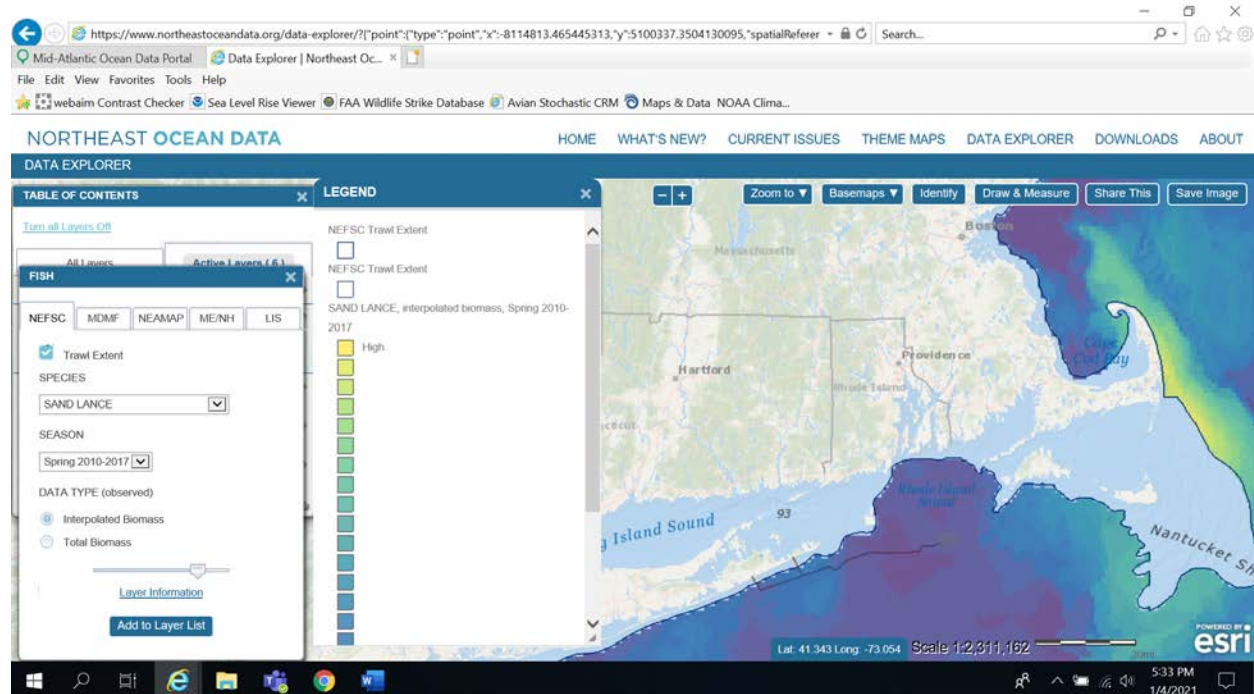 https://www.northeastoceandata.org/data-explorer/?{"point":{"type":"point","x":-8114813.465445313,"y":5100337.3504130095,"spatialReferer
Search...
Mid-Atlantic Ocean Data Portal
Data Explorer | Northeast Oc...
File Edit View Favorites Tools Help
webaim Contrast Checker Sea Level Rise Viewer FAA Wildlife Strike Database Avian Stochastic CRM Maps & Data NOAA Clima...
NORTHEAST OCEAN DATA
HOME WHAT'S NEW? CURRENT ISSUES THEME MAPS DATA EXPLORER DOWNLOADS ABOUT
DATA EXPLORER
TABLE OF CONTENTS
Turn all Layers Off
All Layers
Active Layers ( 6 )
FISH
NEFSC MDMF NEAMAP ME/NH LIS
Trawl Extent
SPECIES
SAND LANCE
SEASON
Spring 2010-2017
DATA TYPE (observed)
Interpolated Biomass
Total Biomass
Layer Information
Add to Layer List
LEGEND
NEFSC Trawl Extent
NEFSC Trawl Extent
SAND LANCE, interpolated biomass, Spring 2010-
2017
High
Zoom to ▼ Basemaps ▼ Identify Draw & Measure Share This Save Image
Boston
Massachusetts
Cape
Cod Bay
Providence
Hartford
Rhode Island
Rhode Island
Sound
93
Island Sound
Nantucket
Lat: 41.343 Long: -73.054
Scale 1:2,311,162
POWERED BY
esri
5:33 PM
1/4/2021